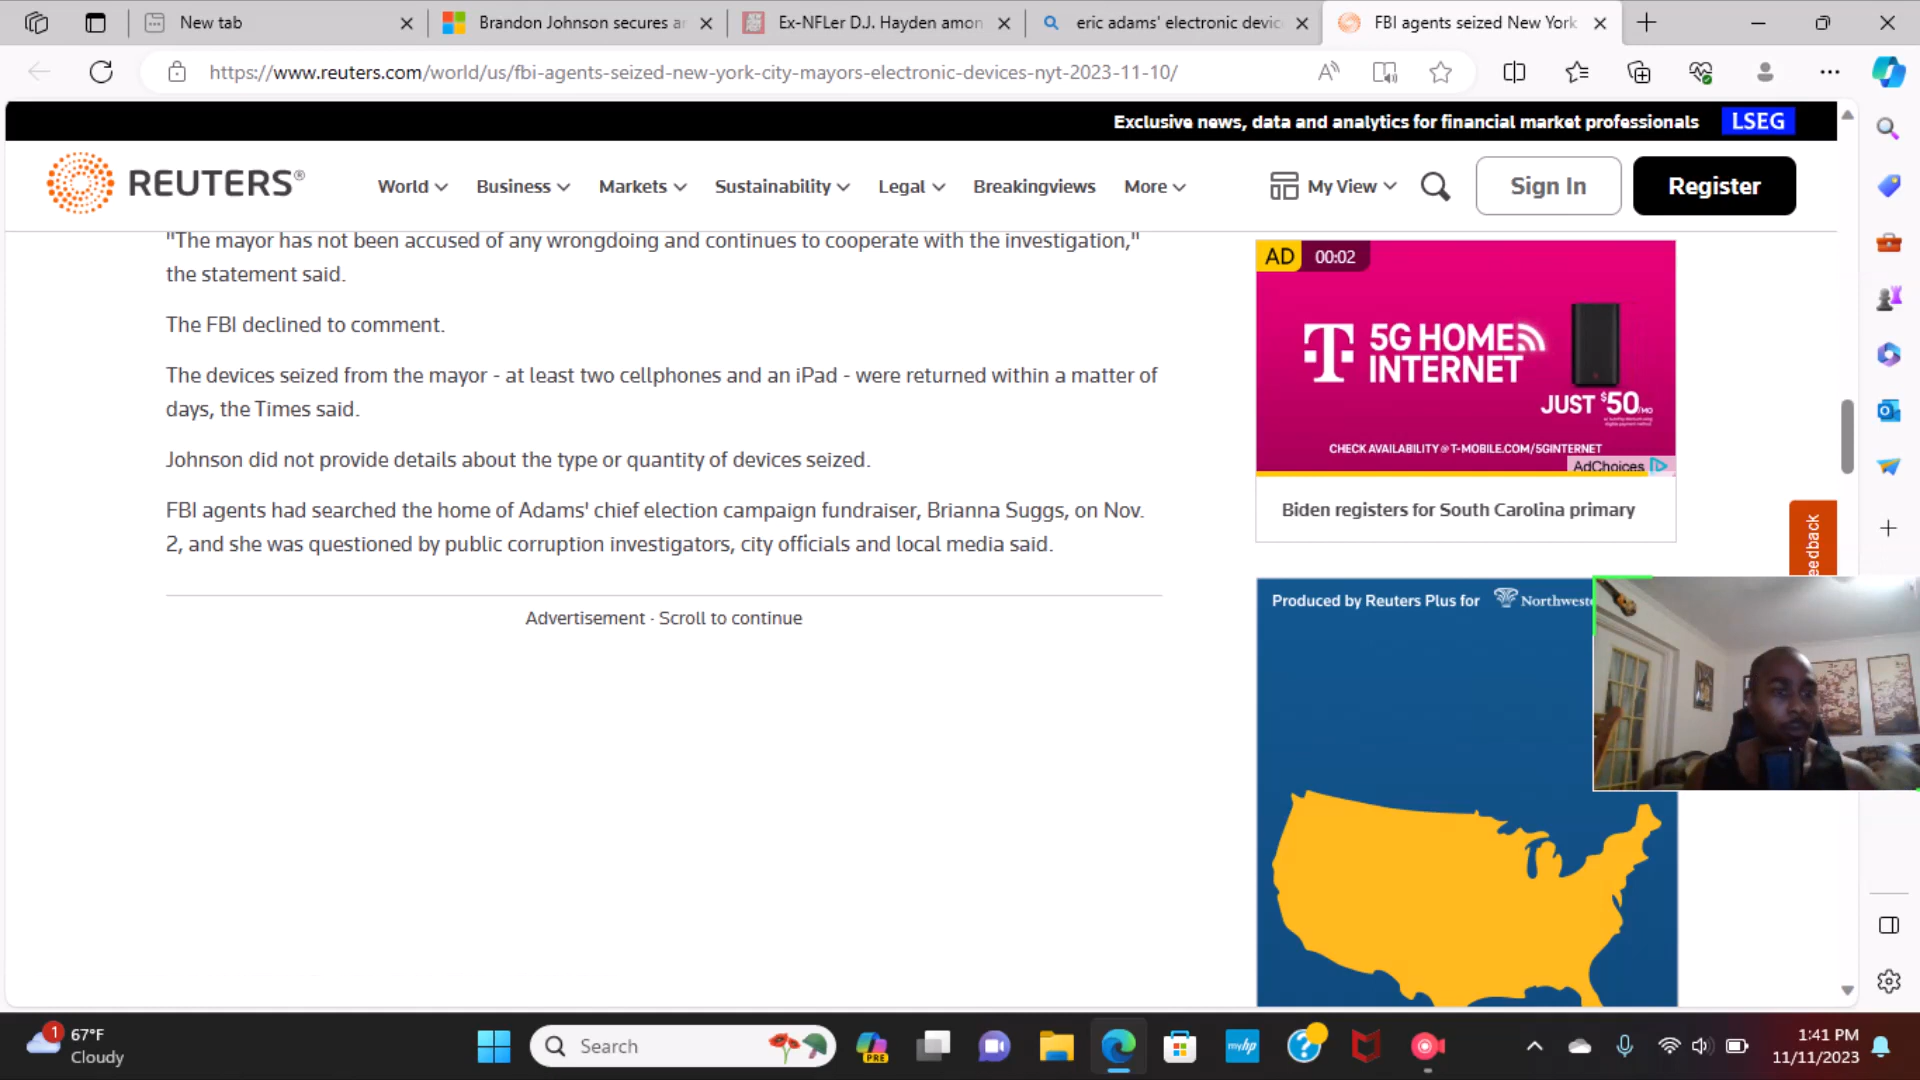 New tab
Brandon Johnson secures a
Ex-NFLer D.J. Hayden amon
eric adams' electronic devic
FBI agents seized New York
https://www.reuters.com/world/us/fbi-agents-seized-new-york-city-mayors-electronic-devices-nyt-2023-11-10/
Exclusive news, data and analytics for financial market professionals LSEG
REUTERS®
World Business Markets Sustainability Legal Breakingviews More
My View Sign In Register
"The mayor has not been accused of any wrongdoing and continues to cooperate with the investigation,"
the statement said.
The FBI declined to comment.
The devices seized from the mayor - at least two cellphones and an iPad - were returned within a matter of
days, the Times said.
Johnson did not provide details about the type or quantity of devices seized.
FBI agents had searched the home of Adams' chief election campaign fundraiser, Brianna Suggs, on Nov.
2, and she was questioned by public corruption investigators, city officials and local media said.
Advertisement · Scroll to continue
AD 00:02
T 5G HOME
INTERNET
JUST $50/MO
CHECK AVAILABILITY @ T-MOBILE.COM/5GINTERNET
AdChoices
Biden registers for South Carolina primary
eedback
Produced by Reuters Plus for Northweste
1 67°F
Cloudy
Search
PRE
myhp
1:41 PM
11/11/2023